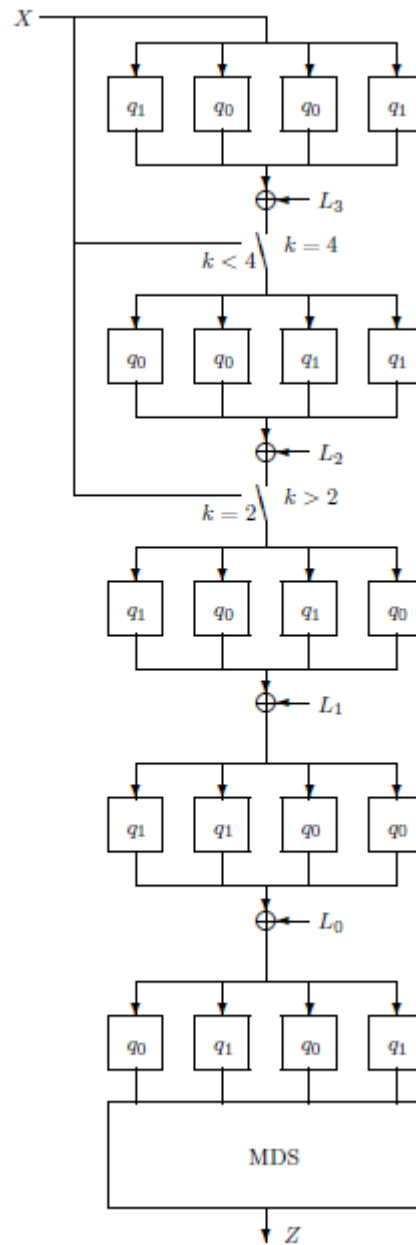 X
q₁ q₀ q₀ q₁
L₃
k < 4 k = 4
q₀ q₀ q₁ q₁
L₂
k = 2 k > 2
q₁ q₀ q₁ q₀
L₁
q₁ q₁ q₀ q₀
L₀
q₀ q₁ q₀ q₁
MDS
Z